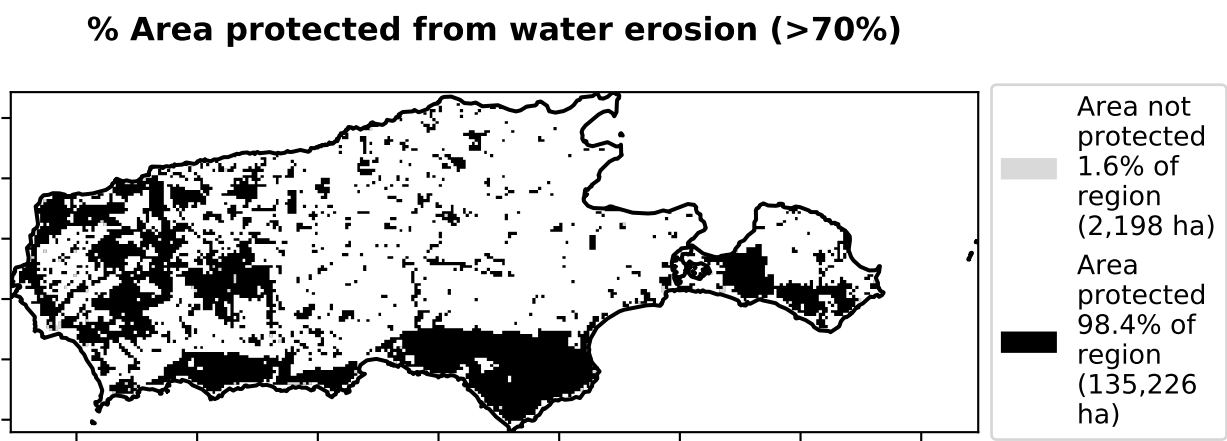 % Area protected from water erosion (>70%)
Area not
protected
1.6% of
region
(2,198 ha)
Area
protected
98.4% of
region
(135,226
ha)